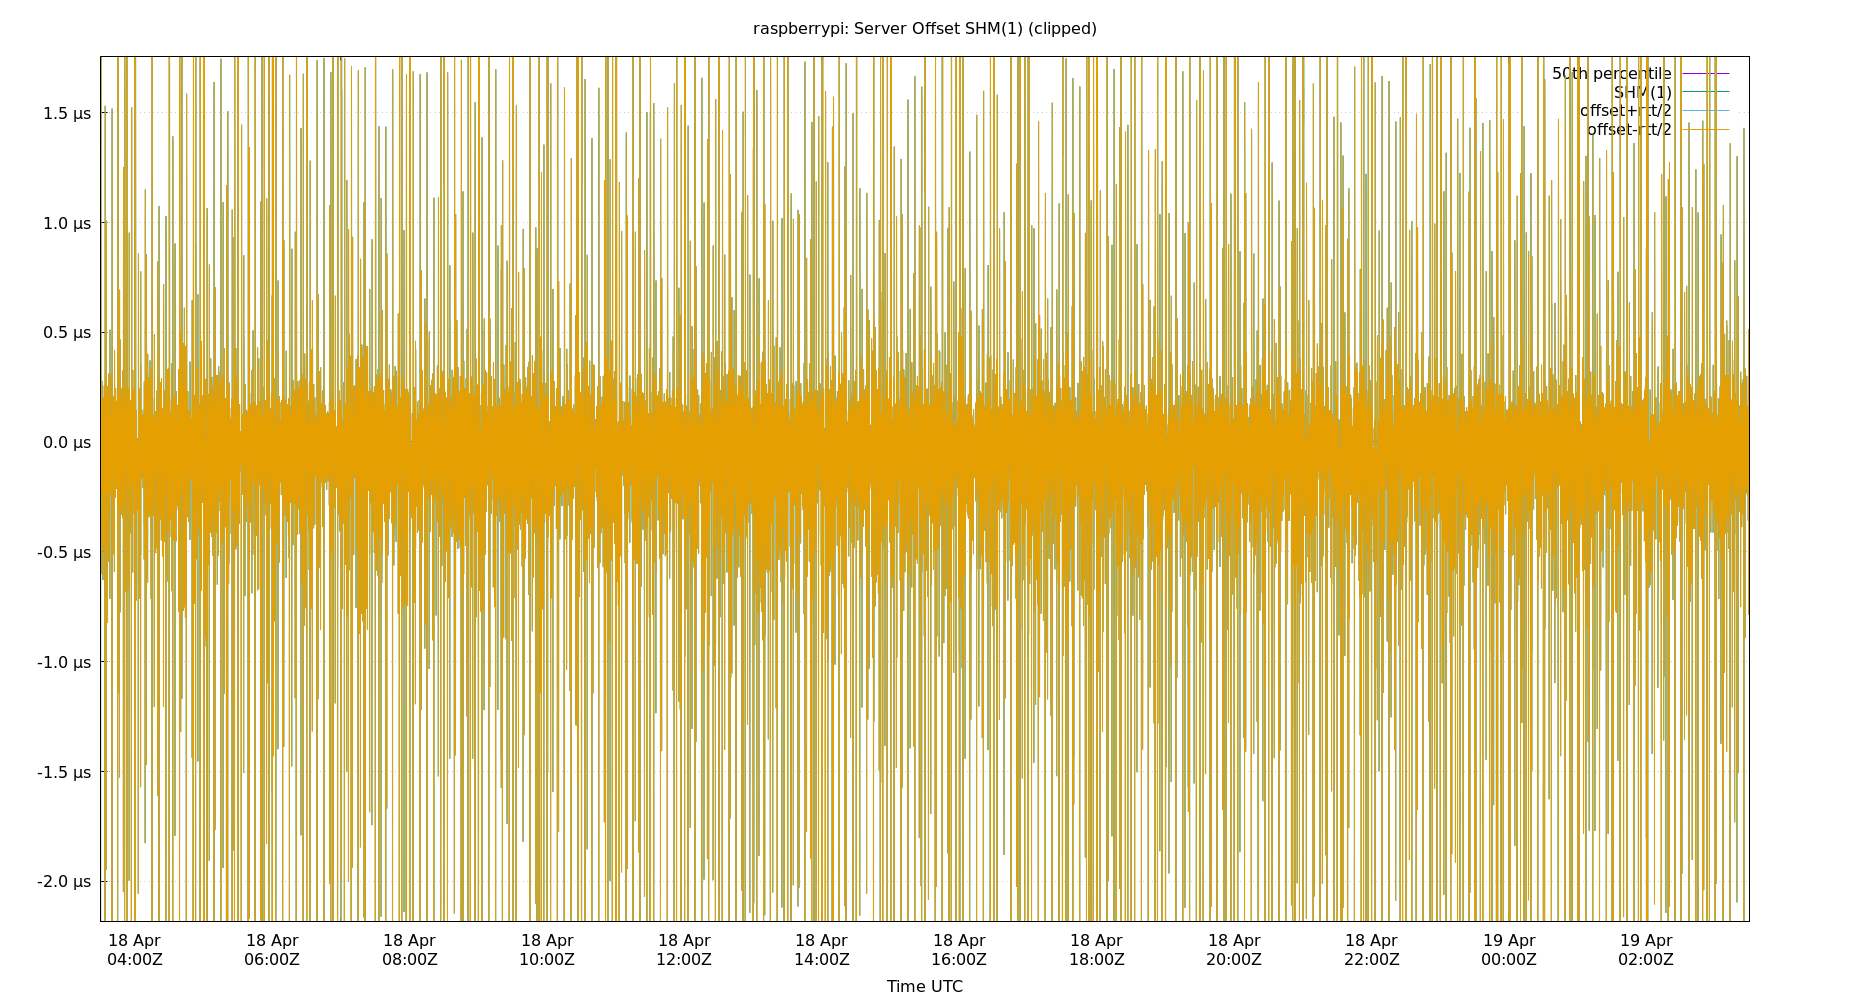 raspberrypi: Server Offset SHM(1) (clipped)
50th percentile
SHM(1)
offset+rtt/2
offset-rtt/2
1.5 µs
1.0 µs
0.5 µs
0.0 µs
-0.5 µs
-1.0 µs
-1.5 µs
-2.0 µs
18 Apr 18 Apr 18 Apr 18 Apr 18 Apr 18 Apr 18 Apr 18 Apr 18 Apr 18 Apr 19 Apr 19 Apr
04:00Z 06:00Z 08:00Z 10:00Z 12:00Z 14:00Z 16:00Z 18:00Z 20:00Z 22:00Z 00:00Z 02:00Z
Time UTC